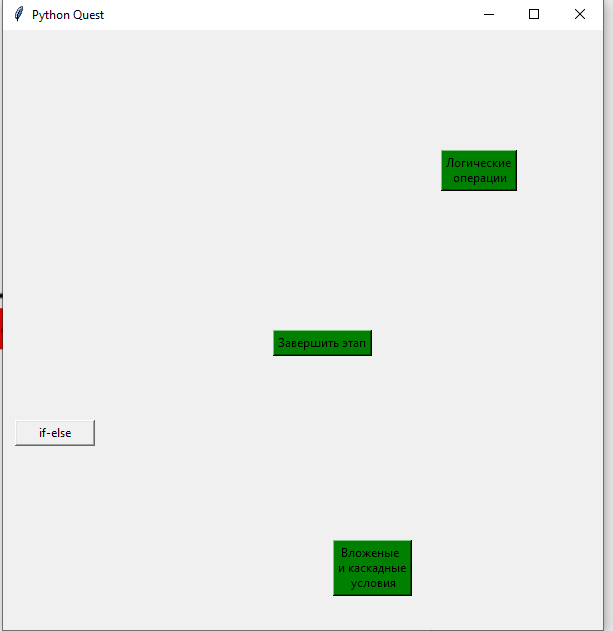 Python Quest
Логические
операции
Завершить этап
if-else
Вложеные
и каскадные
условия